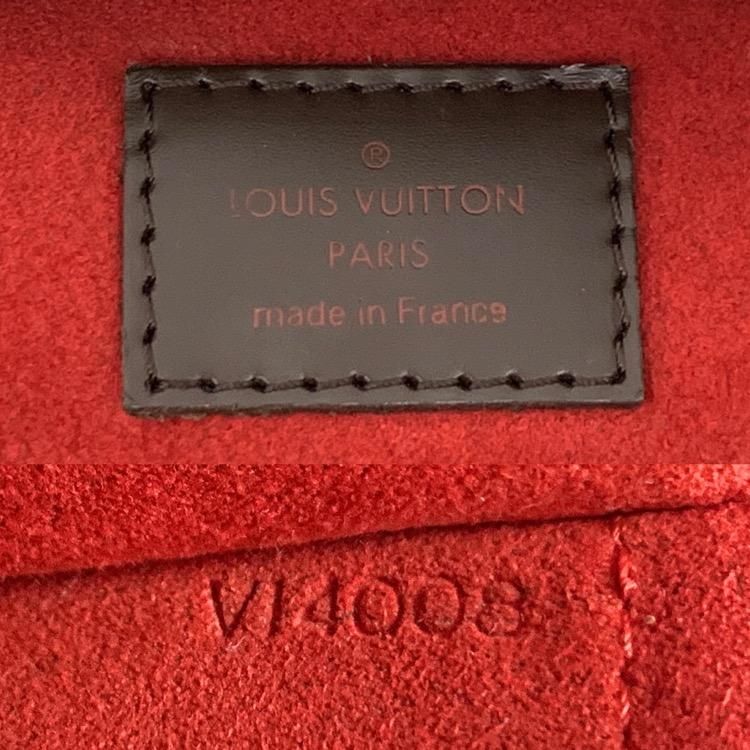 ®
LOUIS VUITTON
PARIS
made in France
VI4008